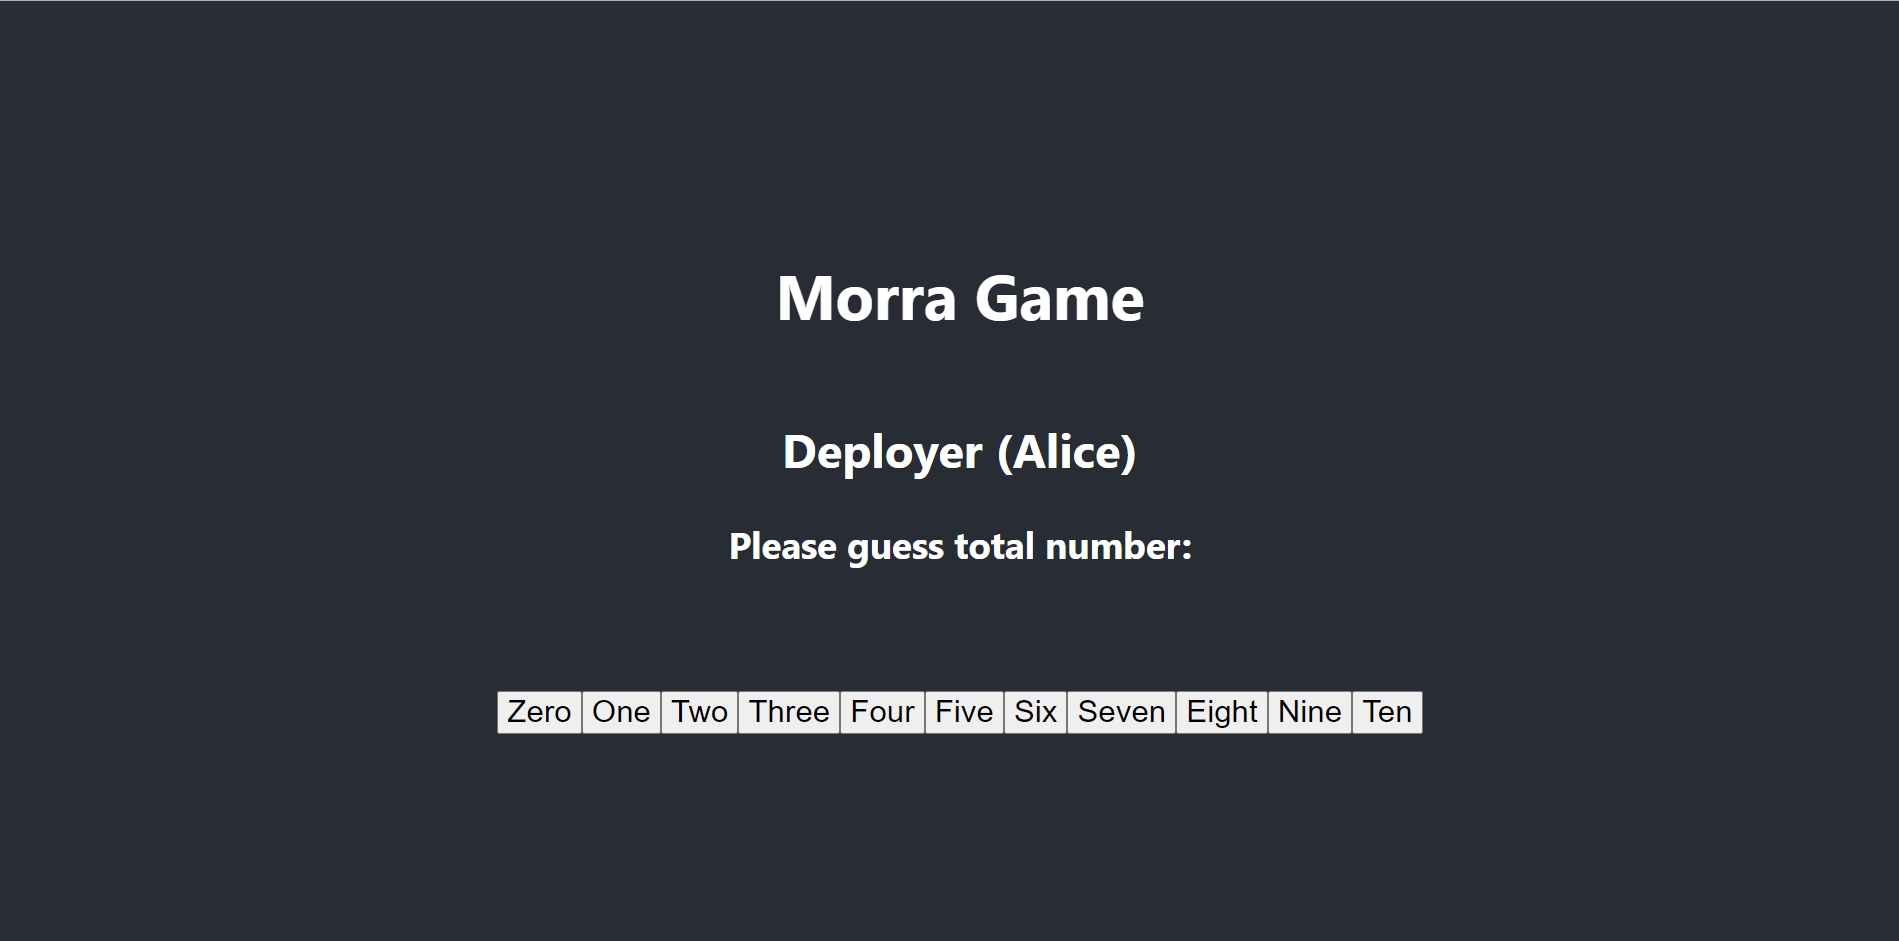 Morra Game
Deployer (Alice)
Please guess total number:
Zero One Two Three Four Five Six Seven Eight Nine Ten